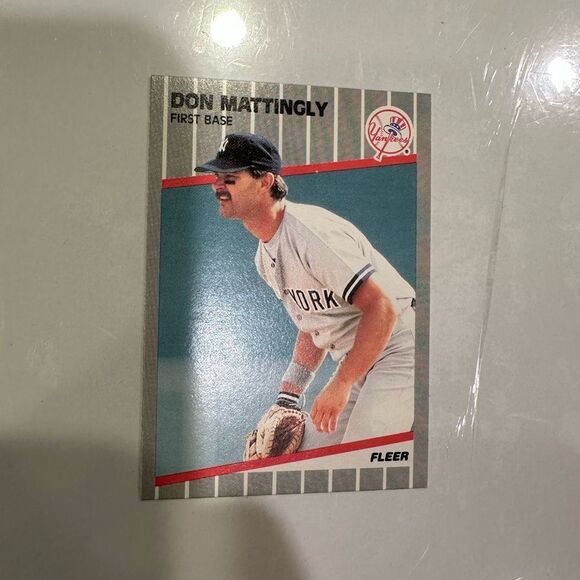 DON MATTINGLY
FIRST BASE
Yankees
YORK
FLEER